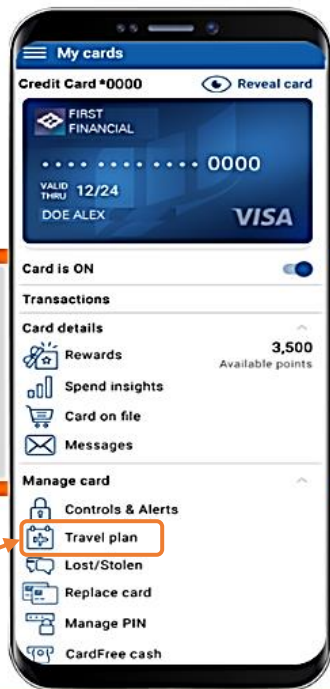 My cards
Credit Card *0000 Reveal card
FIRST
FINANCIAL
•••• •••• •••• 0000
VALID THRU 12/24
DOE ALEX VISA
Card is ON
Transactions
Card details
Rewards 3,500
Available points
Spend insights
Card on file
Messages
Manage card
Controls & Alerts
Travel plan
Lost/Stolen
Replace card
Manage PIN
CardFree cash